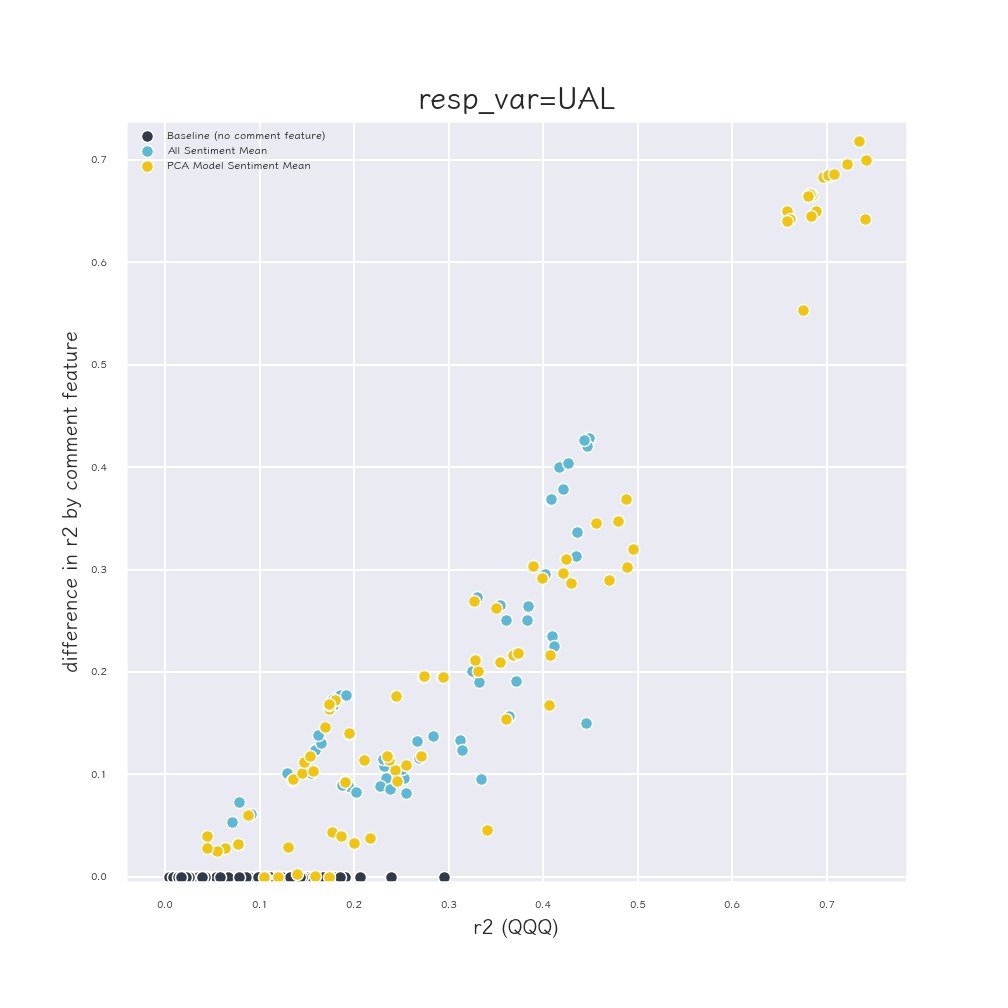 resp_var=UAL
Baseline (no comment feature)
All Sentiment Mean
PCA Model Sentiment Mean
difference in r2 by comment feature
0.7
0.6
0.5
0.4
0.3
0.2
0.1
0.0
0.0 0.1 0.2 0.3 0.4 0.5 0.6 0.7
r2 (QQQ)